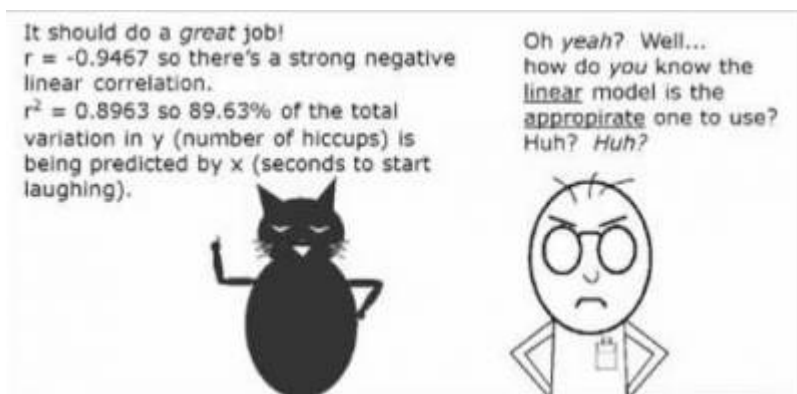 It should do a great job!
r = -0.9467 so there's a strong negative
linear correlation.
r² = 0.8963 so 89.63% of the total
variation in y (number of hiccups) is
being predicted by x (seconds to start
laughing).
Oh yeah? Well...
how do you know the
linear model is the
appropirate one to use?
Huh? Huh?